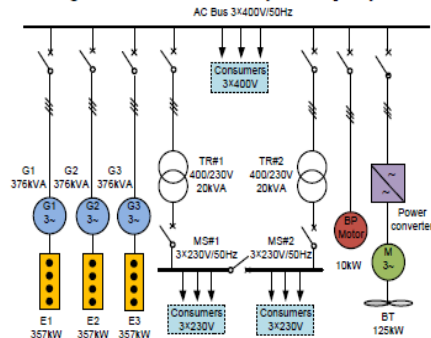 AC Bus 3×400V/50Hz
Consumers
3×400V
G1
376kVA
G2
376kVA
G3
376kVA
TR#1
400/230V
20kVA
TR#2
400/230V
20kVA
G1
3~
G2
3~
G3
3~
MS#1
3×230V/50Hz
MS#2
3×230V/50Hz
BP
Motor
10kW
~
~
Power
converter
M
3~
Consumers
3×230V
Consumers
3×230V
E1
357kW
E2
357kW
E3
357kW
BT
125kW